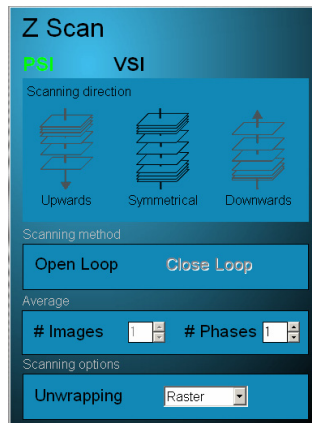 Z Scan
PSI VSI
Scanning direction
Upwards Symmetrical Downwards
Scanning method
Open Loop Close Loop
Average
# Images 1 # Phases 1
Scanning options
Unwrapping Raster